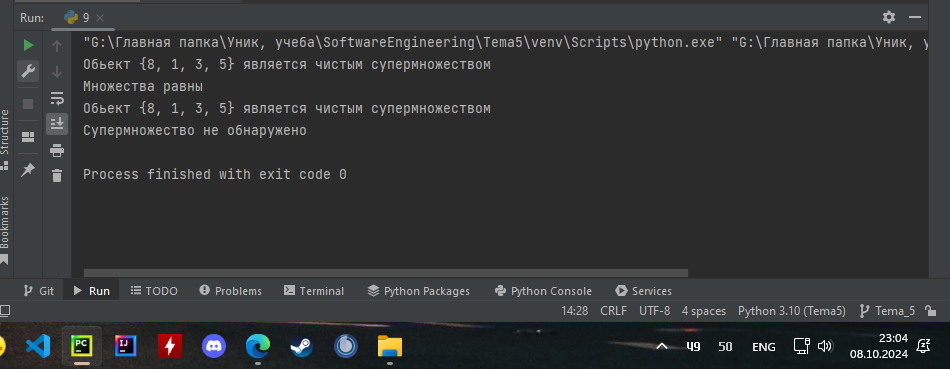 Run: 9
"G:\Главная папка\Уник, учеба\SoftwareEngineering\Tema5\venv\Scripts\python.exe" "G:\Главная папка\Уник, у
Обьект {8, 1, 3, 5} является чистым супермножеством
Множества равны
Обьект {8, 1, 3, 5} является чистым супермножеством
Супермножество не обнаружено
Process finished with exit code 0
Structure
Bookmarks
Git Run TODO Problems Terminal Python Packages Python Console Services
14:28 CRLF UTF-8 4 spaces Python 3.10 (Tema5) Tema_5
PC IJ 49 50 ENG 23:04
08.10.2024